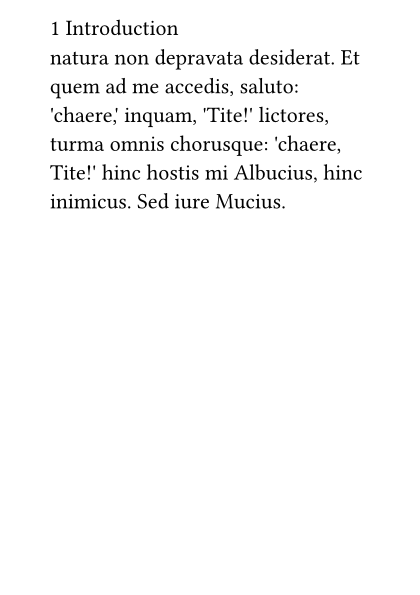 1 Introduction
natura non depravata desiderat. Et
quem ad me accedis, saluto:
'chaere,' inquam, 'Tite!' lictores,
turma omnis chorusque: 'chaere,
Tite!' hinc hostis mi Albucius, hinc
inimicus. Sed iure Mucius.